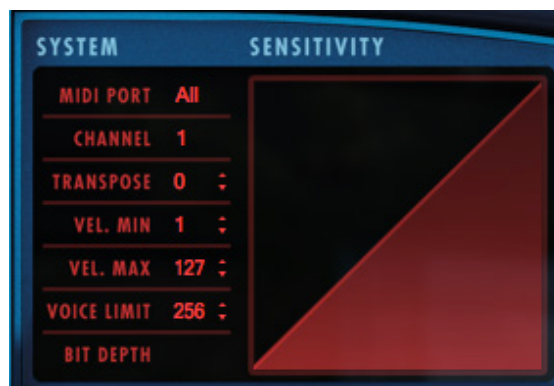 SYSTEM
SENSITIVITY
MIDI PORT All
CHANNEL 1
TRANSPOSE 0
VEL. MIN 1
VEL. MAX 127
VOICE LIMIT 256
BIT DEPTH